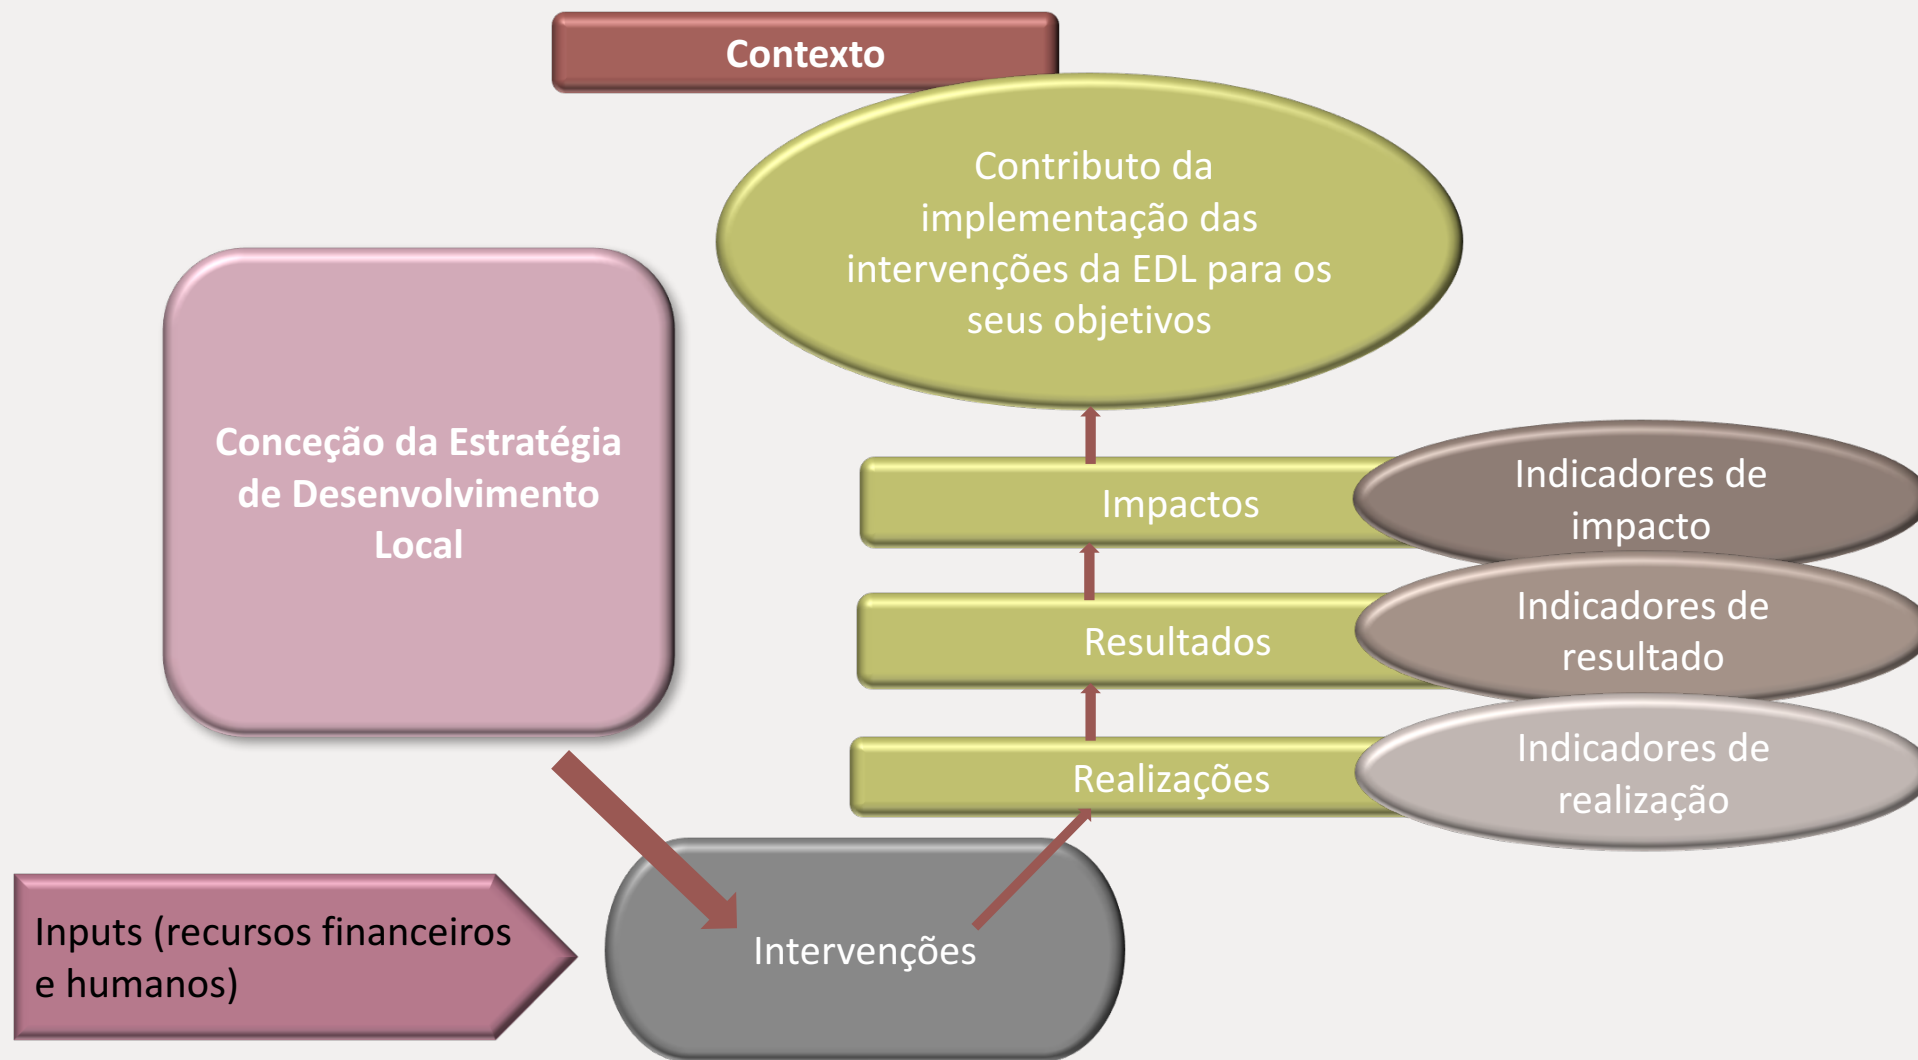 Contexto
Contributo da
implementação das
intervenções da EDL para os
seus objetivos
Conceção da Estratégia
de Desenvolvimento
Local
Impactos
Indicadores de
impacto
Resultados
Indicadores de
resultado
Realizações
Indicadores de
realização
Inputs (recursos financeiros
e humanos)
Intervenções